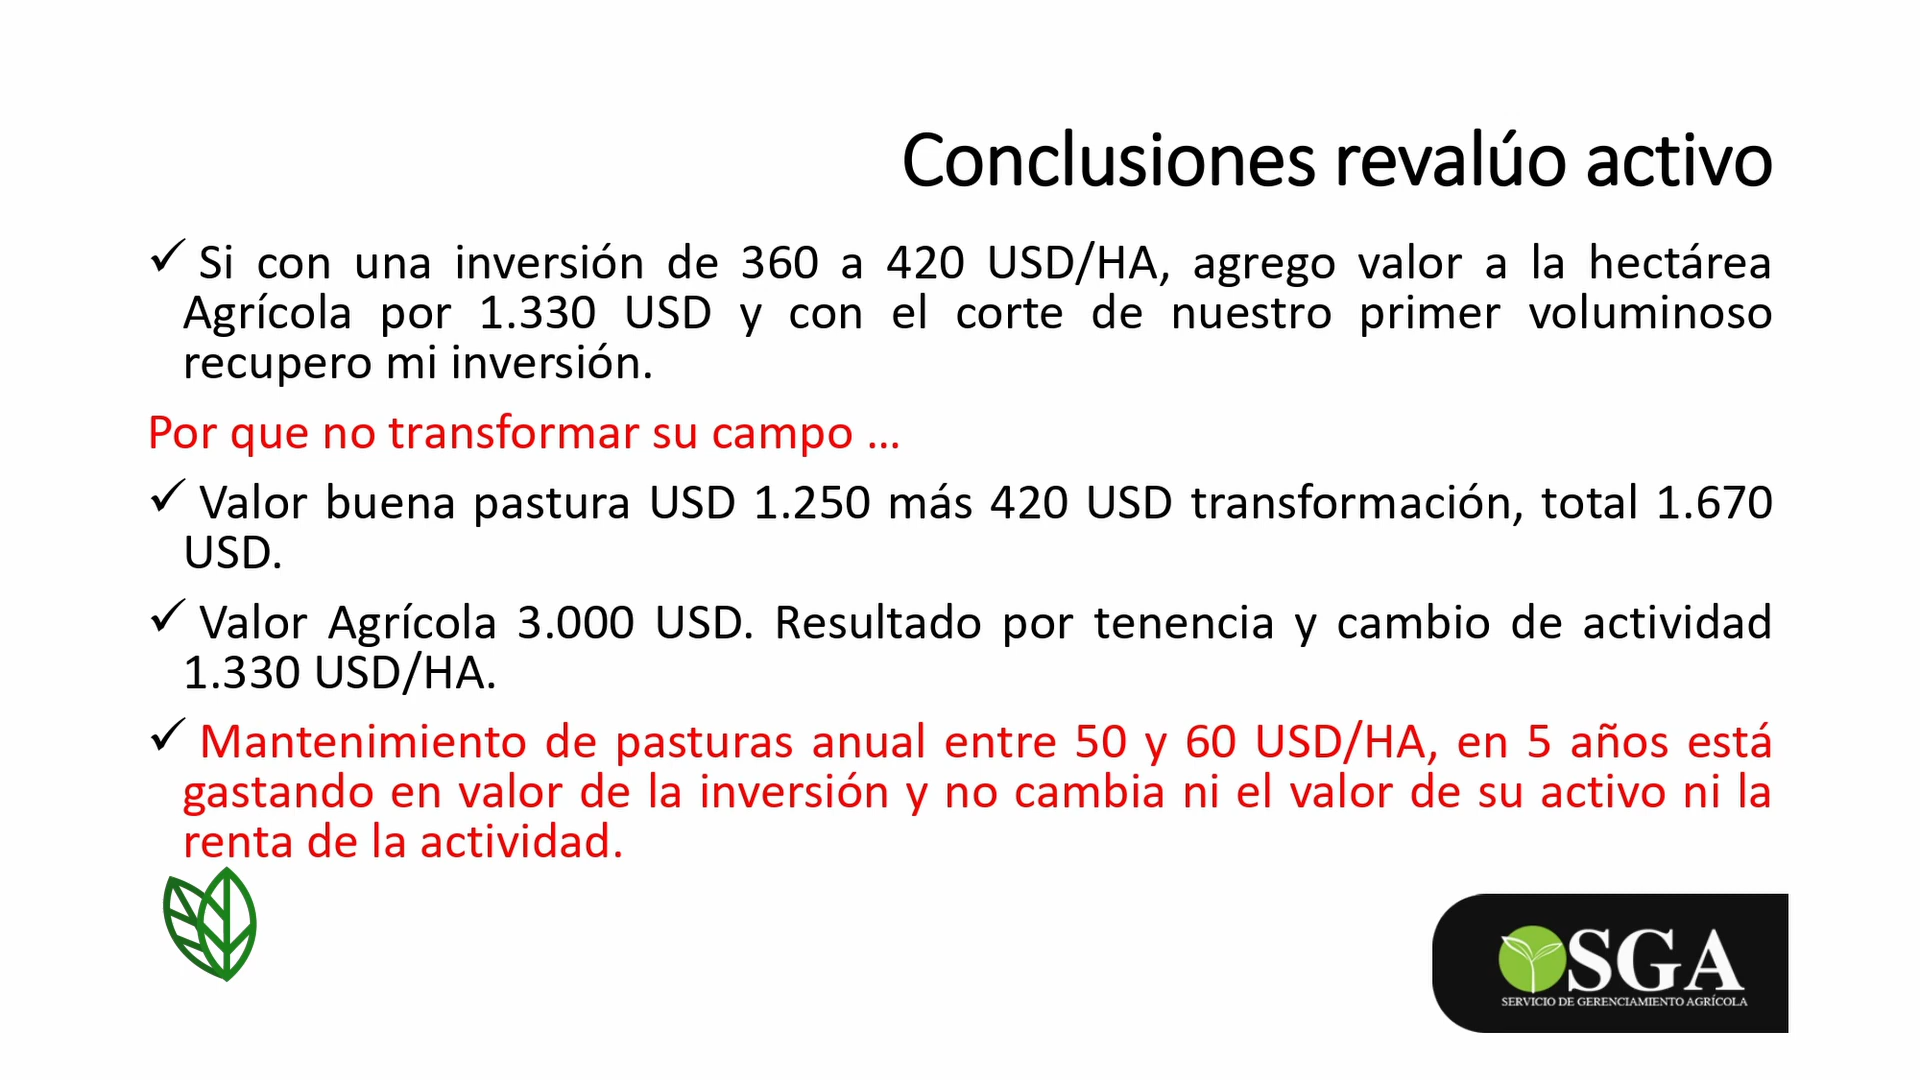 Conclusiones revalúo activo
✓ Si con una inversión de 360 a 420 USD/HA, agrego valor a la hectárea
Agrícola por 1.330 USD y con el corte de nuestro primer voluminoso
recupero mi inversión.
Por que no transformar su campo ...
✓ Valor buena pastura USD 1.250 más 420 USD transformación, total 1.670
USD.
✓ Valor Agrícola 3.000 USD. Resultado por tenencia y cambio de actividad
1.330 USD/HA.
✓ Mantenimiento de pasturas anual entre 50 y 60 USD/HA, en 5 años está
gastando en valor de la inversión y no cambia ni el valor de su activo ni la
renta de la actividad.
SGA
SERVICIO DE GERENCIAMIENTO AGRÍCOLA